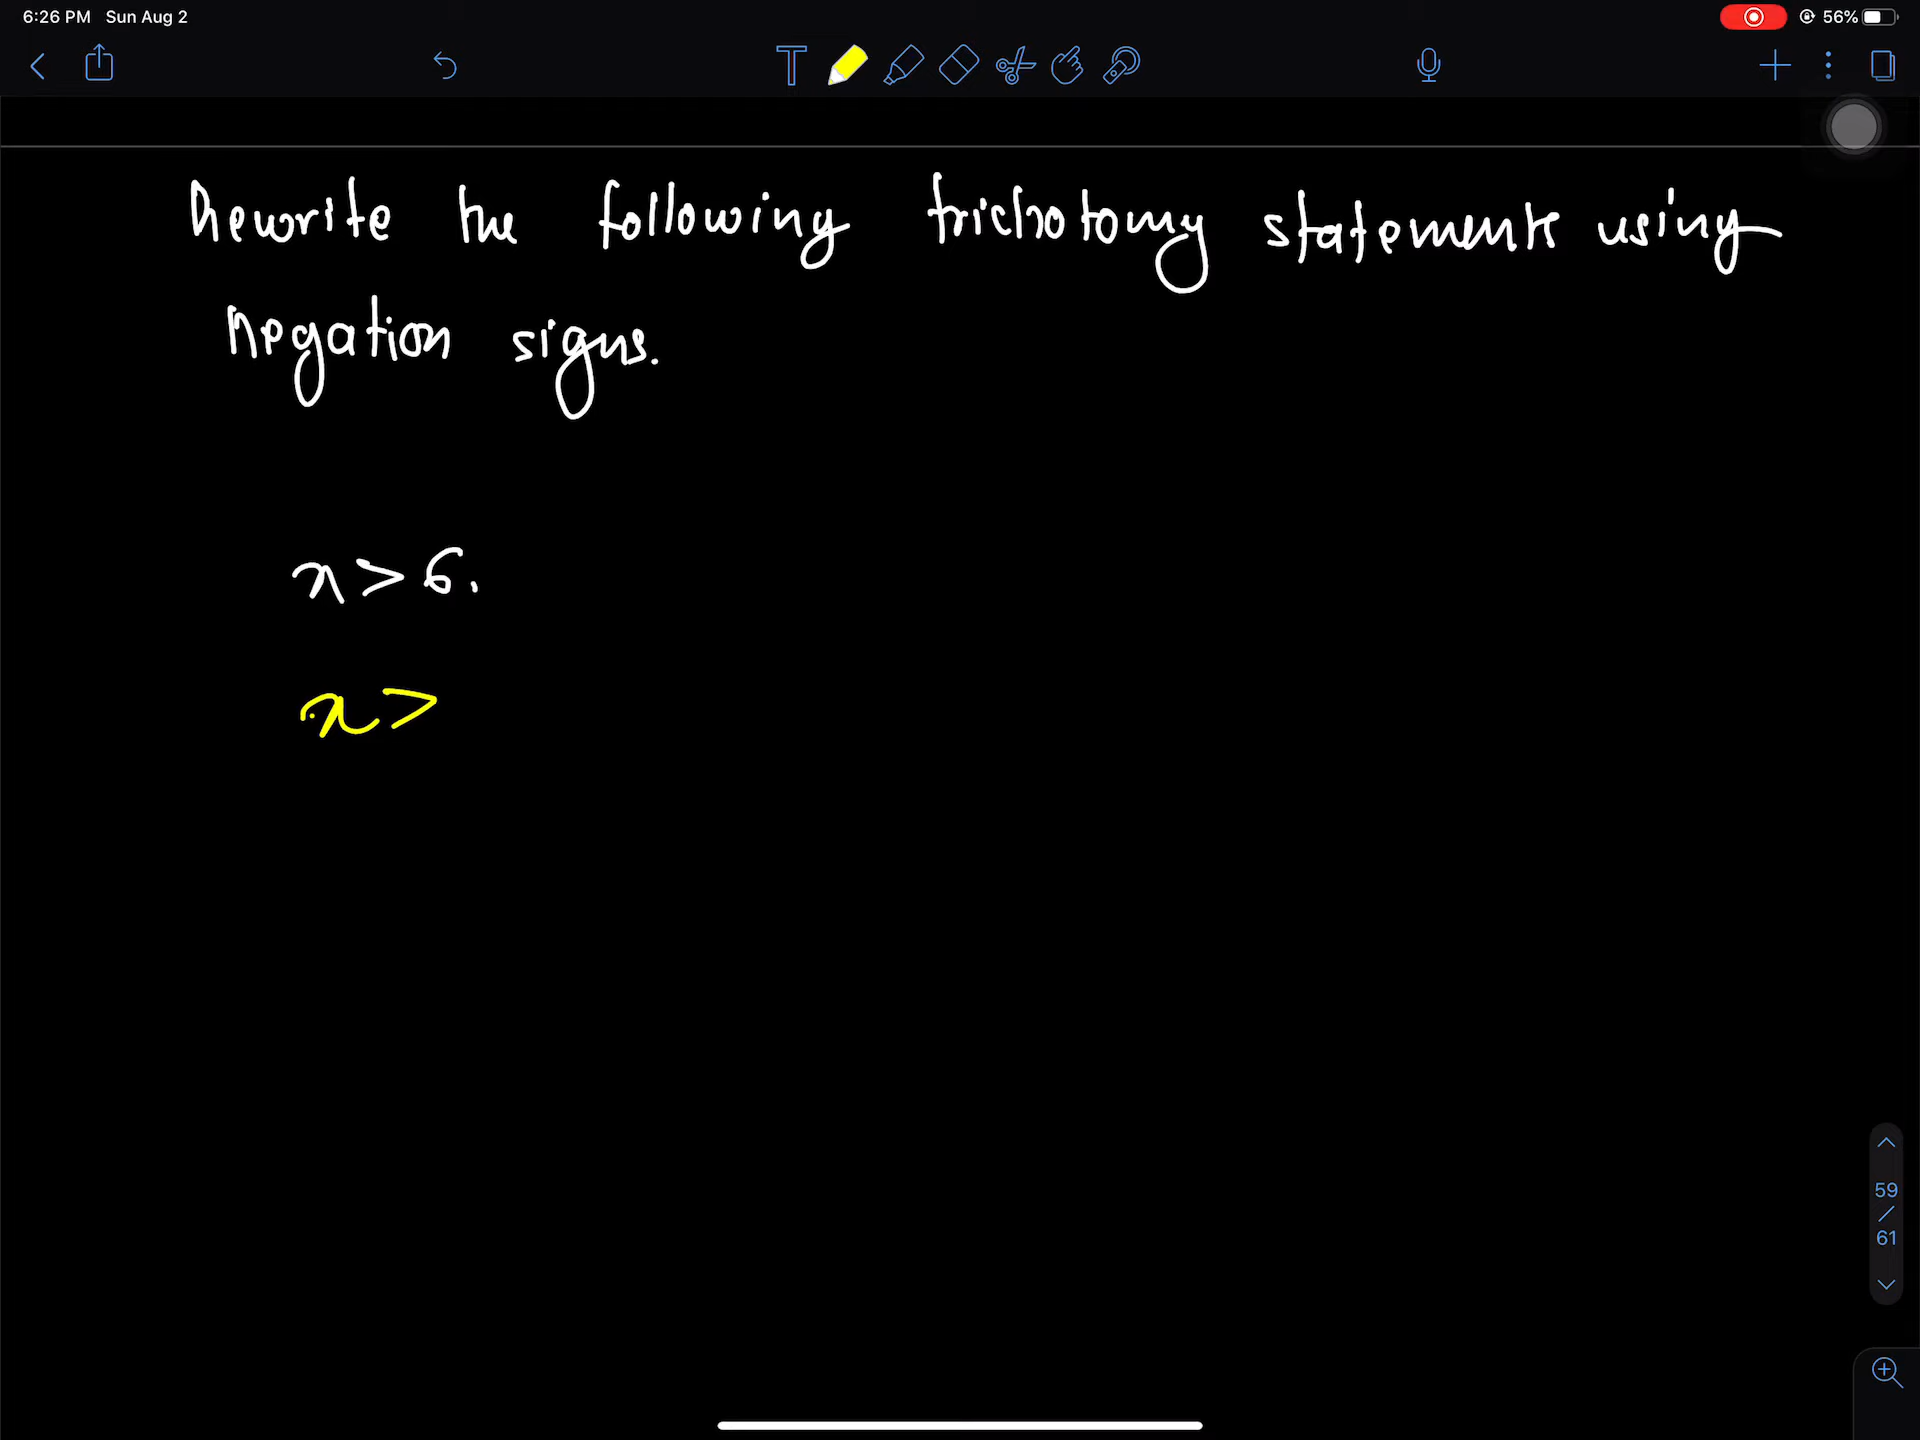 6:26 PM Sun Aug 2
56%
T
Rewrite the following trichotomy statements using
negation signs.
x > 6.
x >
59
/
61